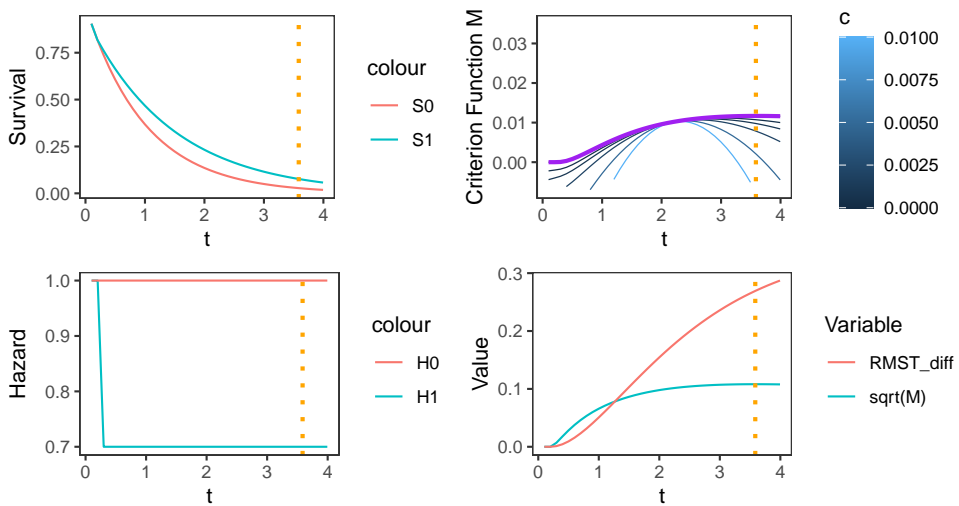 Survival
0.75
0.50
0.25
0.00
0 1 2 3 4
t
colour
S0
S1
Criterion Function M
0.03
0.02
0.01
0.00
0 1 2 3 4
t
c
0.0100
0.0075
0.0050
0.0025
0.0000
Hazard
1.0
0.9
0.8
0.7
0 1 2 3 4
t
colour
H0
H1
Value
0.3
0.2
0.1
0.0
0 1 2 3 4
t
Variable
RMST_diff
sqrt(M)